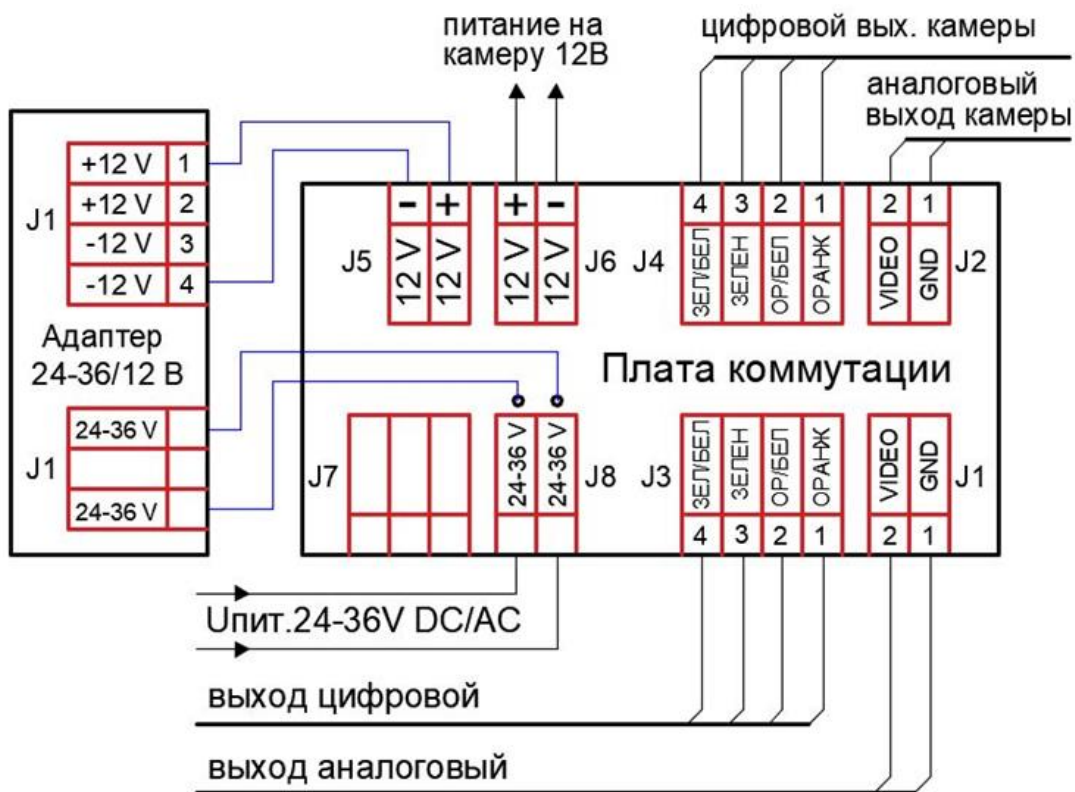 питание на
камеру 12В
цифровой вых. камеры
аналоговый
выход камеры
J1
+12 V 1
+12 V 2
-12 V 3
-12 V 4
Адаптер
24-36/12 В
J1
24-36 V
24-36 V
J5
- +
12 V 12 V
+ -
12 V 12 V
J6
J4
4 3 2 1
ЗЕЛ/БЕЛ ЗЕЛЕН ОР/БЕЛ ОРАНЖ
2 1
VIDEO GND
J2
Плата коммутации
J7
24-36 V 24-36 V
J8
J3
ЗЕЛ/БЕЛ ЗЕЛЕН ОР/БЕЛ ОРАНЖ
4 3 2 1
VIDEO GND
2 1
J1
Uпит.24-36V DC/AC
выход цифровой
выход аналоговый